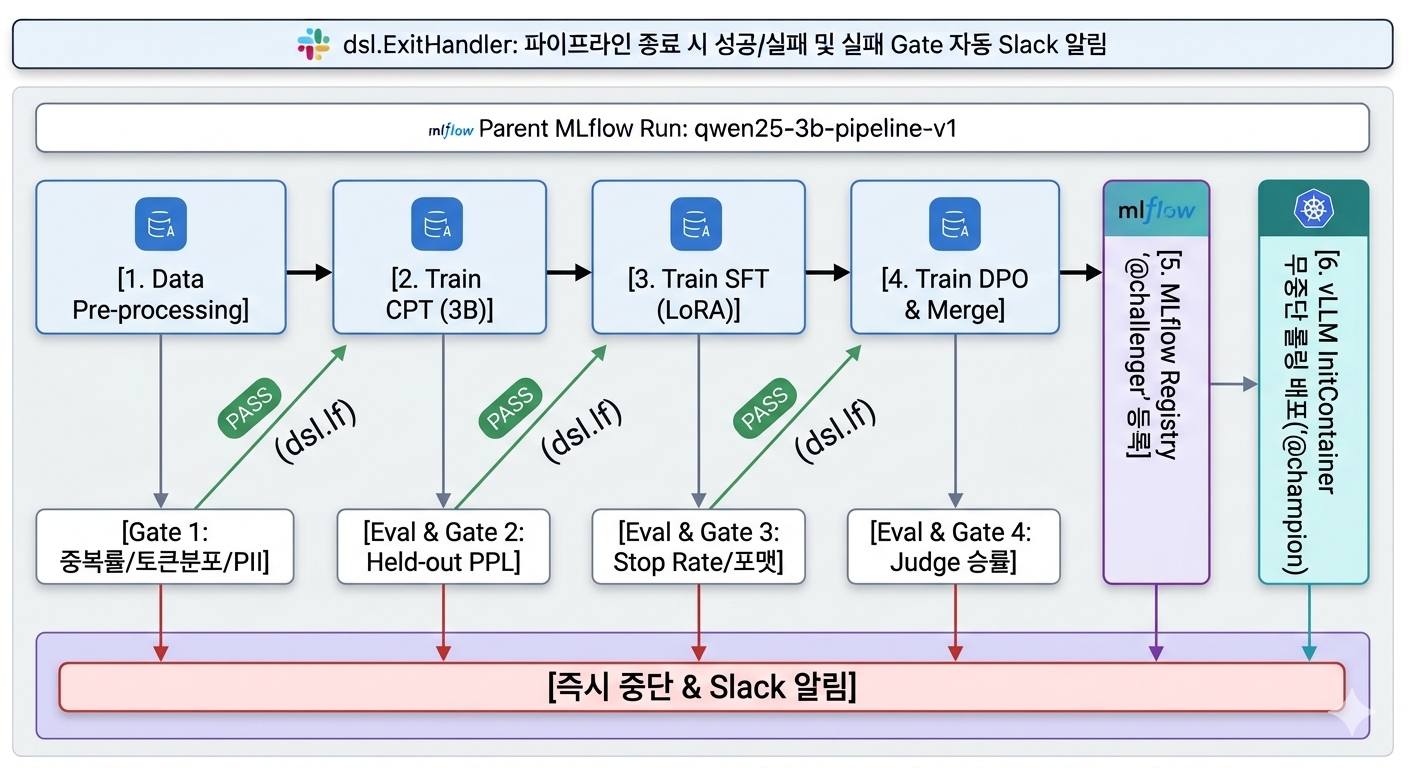 dsl.ExitHandler: 파이프라인 종료 시 성공/실패 및 실패 Gate 자동 Slack 알림
mlflow Parent MLflow Run: qwen25-3b-pipeline-v1
[1. Data
Pre-processing]
[2. Train
CPT (3B)]
[3. Train SFT
(LoRA)]
[4. Train DPO
& Merge]
mlflow
[5. MLflow Registry
'@challenger' 등록]
[6. vLLM InitContainer
무중단 롤링 배포('@champion)
PASS
(dsl.If)
PASS
(dsl.If)
PASS
(dsl.If)
[Gate 1:
중복률/토큰분포/PII]
[Eval & Gate 2:
Held-out PPL]
[Eval & Gate 3:
Stop Rate/포맷]
[Eval & Gate 4:
Judge 승률]
[즉시 중단 & Slack 알림]